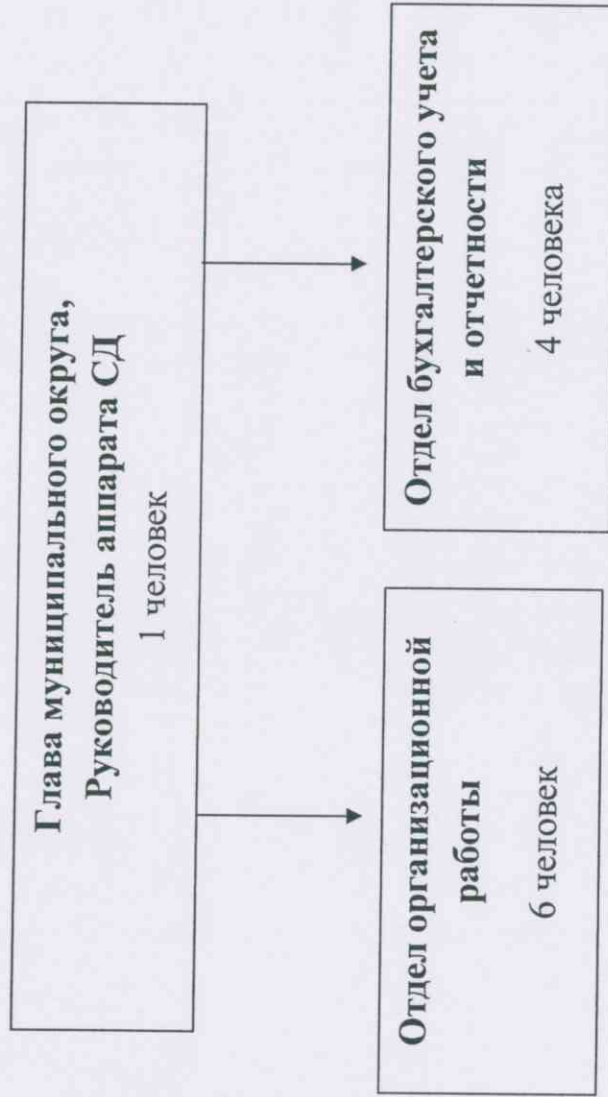 Глава муниципального округа,
Руководитель аппарата СД
1 человек
Отдел организационной
работы
6 человек
Отдел бухгалтерского учета
и отчетности
4 человека